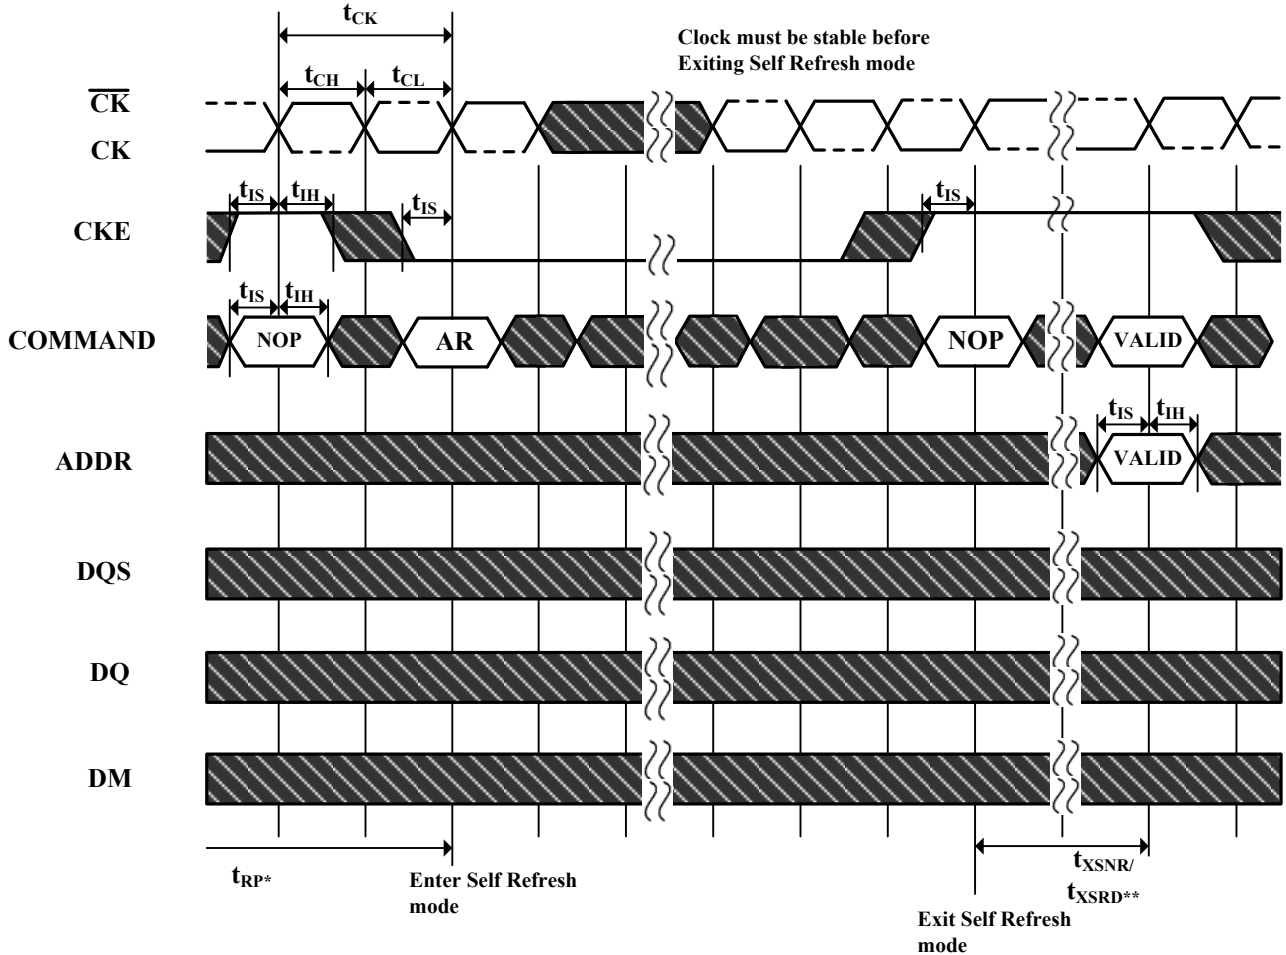 tCK
Clock must be stable before
Exiting Self Refresh mode
tCH tCL
CK
CK
tIS tIH tIS tIS
CKE
tIS tIH
COMMAND NOP AR NOP VALID
tIS tIH
ADDR VALID
DQS
DQ
DM
tRP*
Enter Self Refresh
mode
tXSNR/
tXSRD**
Exit Self Refresh
mode